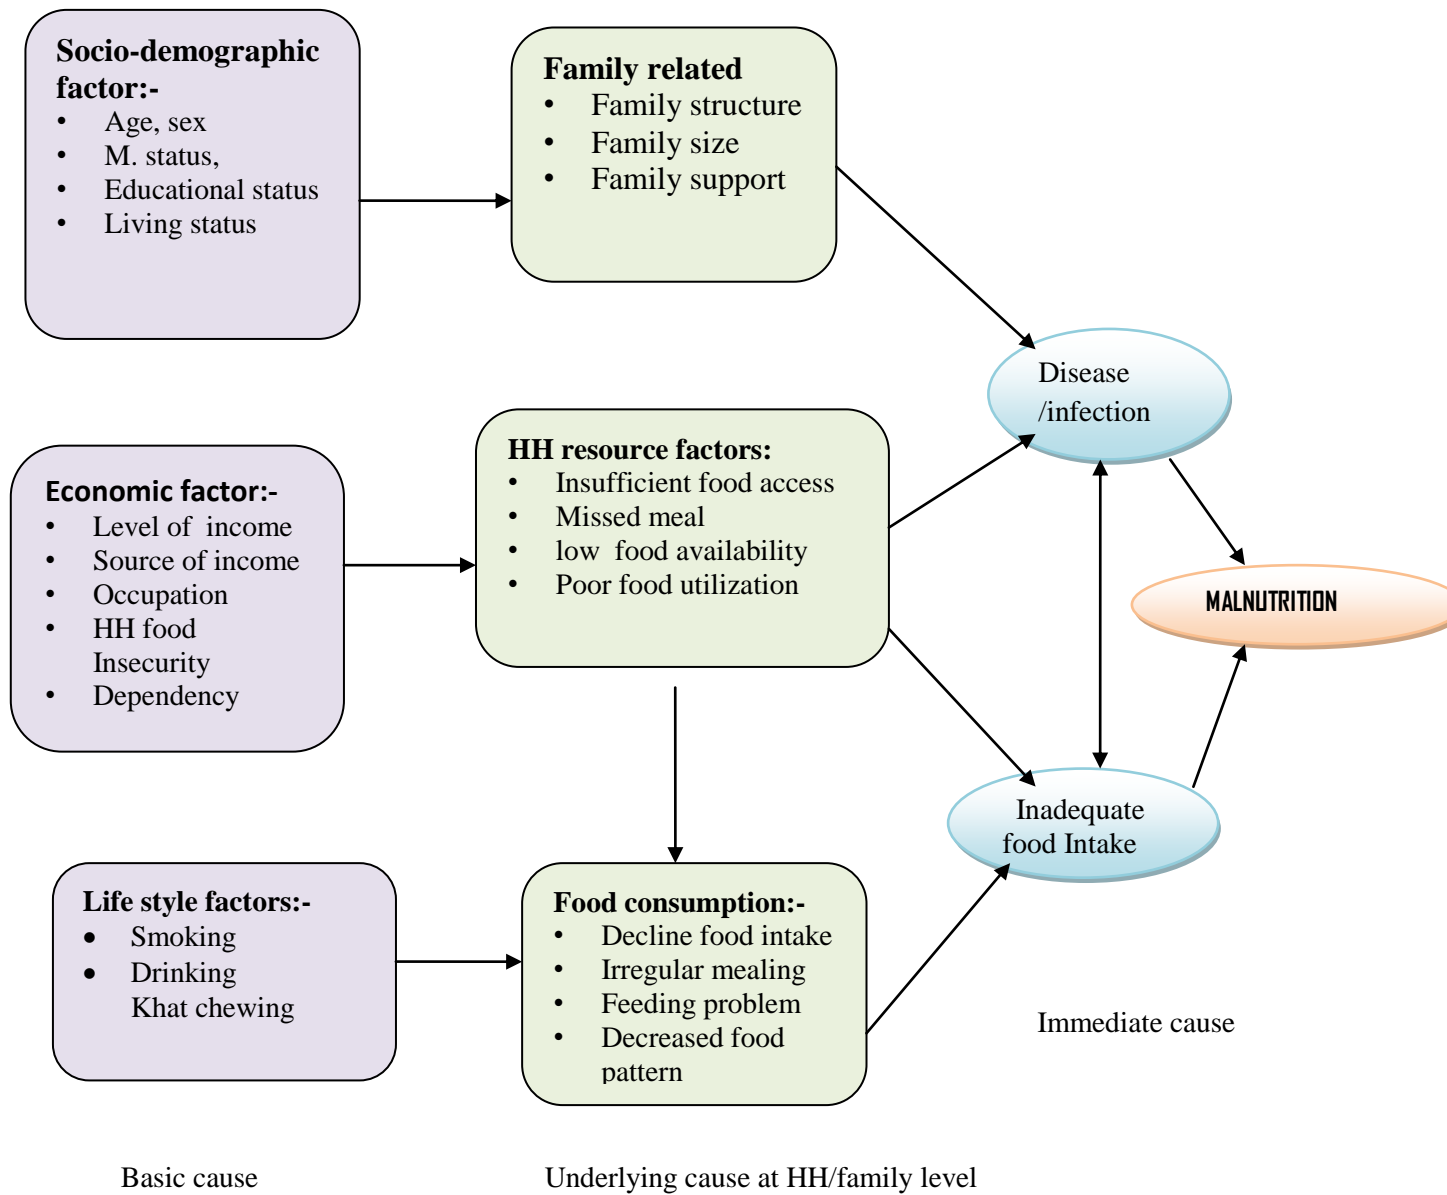 Socio-demographic
factor:-
• Age, sex
• M. status,
• Educational status
• Living status
Family related
• Family structure
• Family size
• Family support
Disease
/infection
Economic factor:-
• Level of  income
• Source of income
• Occupation
• HH food
Insecurity
• Dependency
HH resource factors:
• Insufficient food access
• Missed meal
• low  food availability
• Poor food utilization
MALNUTRITION
Inadequate
food Intake
Life style factors:-
• Smoking
• Drinking
Khat chewing
Food consumption:-
• Decline food intake
• Irregular mealing
• Feeding problem
• Decreased food
pattern
Immediate cause
Basic cause
Underlying cause at HH/family level